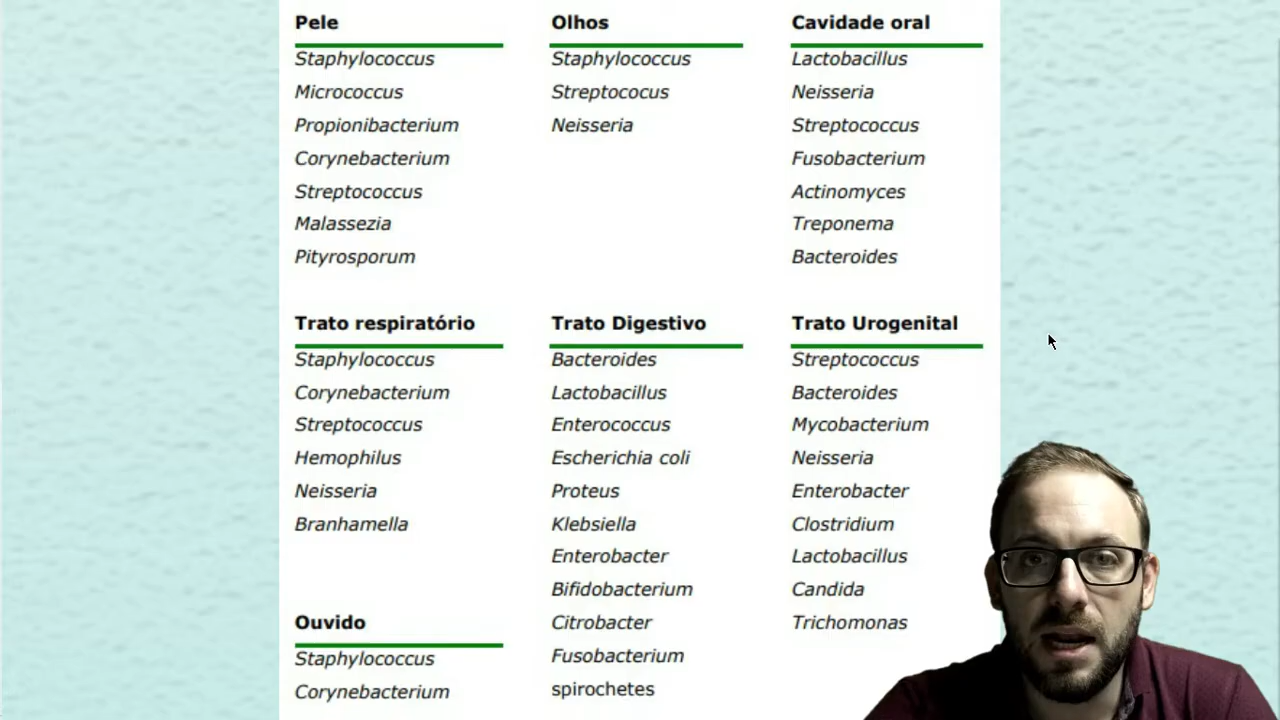 Pele
Staphylococcus
Micrococcus
Propionibacterium
Corynebacterium
Streptococcus
Malassezia
Pityrosporum
Olhos
Staphylococcus
Streptococus
Neisseria
Cavidade oral
Lactobacillus
Neisseria
Streptococcus
Fusobacterium
Actinomyces
Treponema
Bacteroides
Trato respiratório
Staphylococcus
Corynebacterium
Streptococcus
Hemophilus
Neisseria
Branhamella
Ouvido
Staphylococcus
Corynebacterium
Trato Digestivo
Bacteroides
Lactobacillus
Enterococcus
Escherichia coli
Proteus
Klebsiella
Enterobacter
Bifidobacterium
Citrobacter
Fusobacterium
spirochetes
Trato Urogenital
Streptococcus
Bacteroides
Mycobacterium
Neisseria
Enterobacter
Clostridium
Lactobacillus
Candida
Trichomonas